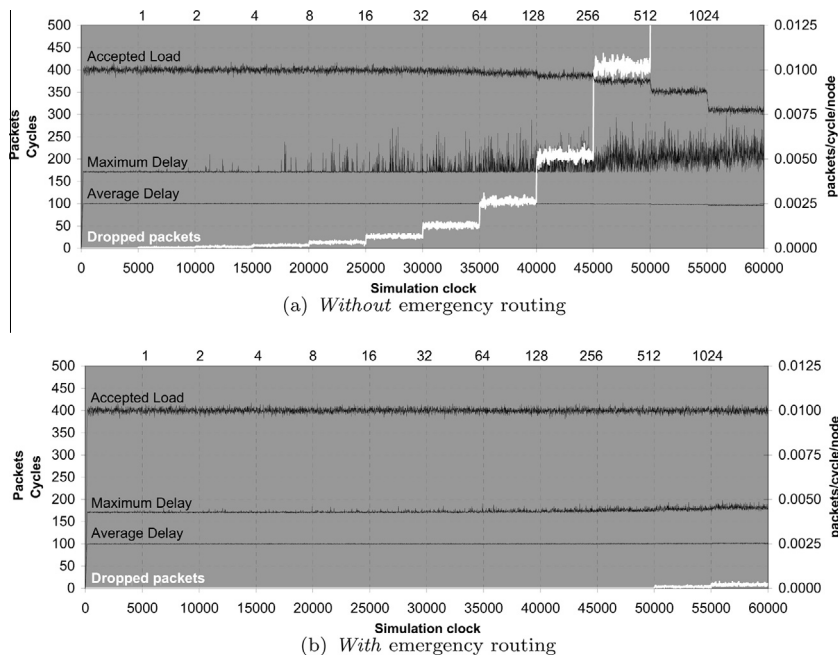 1 2 4 8 16 32 64 128 256 512 1024
500 0.0125
450
Accepted Load
400 0.0100
350
300 0.0075
250
Packets
Cycles
packets/cycle/node
200 0.0050
Maximum Delay
150
Average Delay
100 0.0025
50
Dropped packets
0 0.0000
0 5000 10000 15000 20000 25000 30000 35000 40000 45000 50000 55000 60000
Simulation clock
(a) Without emergency routing
1 2 4 8 16 32 64 128 256 512 1024
500 0.0125
450
Accepted Load
400 0.0100
350
300 0.0075
250
Packets
Cycles
packets/cycle/node
200 0.0050
Maximum Delay
150
Average Delay
100 0.0025
50
Dropped packets
0 0.0000
0 5000 10000 15000 20000 25000 30000 35000 40000 45000 50000 55000 60000
Simulation clock
(b) With emergency routing